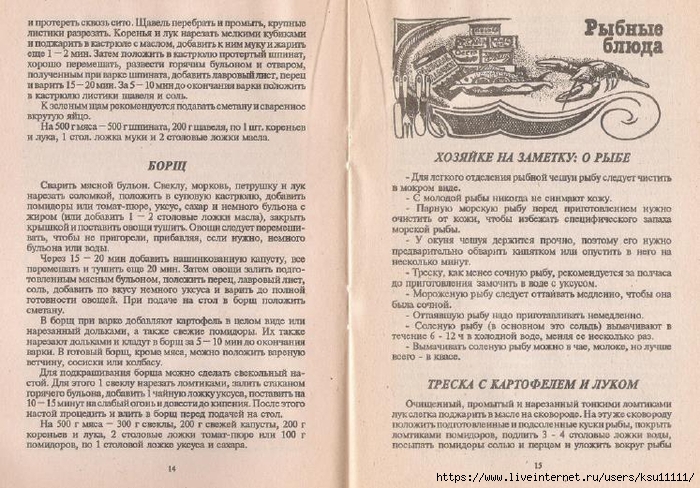 и протереть сквозь сито. Щавель перебрать и промыть, крупные
листики разрезать. Коренья и лук нарезать мелкими кубиками
и поджарить в кастрюле с маслом, добавить к ним муку и жарить
еще 1 — 2 мин. Затем положить в кастрюлю протертый шпинат,
хорошо перемешать, развести горячим бульоном и отваром,
полученным при варке шпината, добавить лавровый лист, перец
и варить 15 — 20 мин. За 5 — 10 мин до окончания варки положить
в кастрюлю листики щавеля и соль.
К зеленым щам рекомендуется подавать сметану и сваренное
вкрутую яйцо.
На 500 г мяса — 500 г шпината, 200 г щавеля, по 1 шт. кореньев
и лука, 1 стол. ложка муки и 2 столовые ложки масла.
БОРЩ
Сварить мясной бульон. Свеклу, морковь, петрушку и лук
нарезать соломкой, положить в суповую кастрюлю, добавить
помидоры или томат-пюре, уксус, сахар и немного бульона с
жиром (или добавить 1 — 2 столовые ложки масла), закрыть
крышкой и поставить овощи тушить. Овощи следует перемеши-
вать, чтобы не пригорели, прибавляя, если нужно, немного
бульона или воды.
Через 15 — 20 мин добавить нашинкованную капусту, все
перемешать и тушить еще 20 мин. Затем овощи залить подго-
товленным мясным бульоном, положить перец, лавровый лист,
соль, добавить по вкусу немного уксуса и варить до полной
готовности овощей. При подаче на стол в борщ положить
сметану.
В борщ при варке добавляют картофель в целом виде или
нарезанный дольками, а также свежие помидоры. Их также
нарезают дольками и кладут в борщ за 5 — 10 мин до окончания
варки. В готовый борщ, кроме мяса, можно положить вареную
ветчину, сосиски или колбасу.
Для подкрашивания борща можно сделать свекольный на-
стой. Для этого 1 свеклу нарезать ломтиками, залить стаканом
горячего бульона, добавить 1 чайную ложку уксуса, поставить на
10 — 15 минут на слабый огонь и довести до кипения. После этого
настой процедить и влить в борщ перед подачей на стол.
На 500 г мяса — 300 г свеклы, 200 г свежей капусты, 200 г
кореньев и лука, 2 столовые ложки томат-пюре или 100 г
помидоров, по 1 столовой ложке уксуса и сахара.
14
Рыбные
блюда
ХОЗЯЙКЕ НА ЗАМЕТКУ: О РЫБЕ
- Для легкого отделения рыбной чешуи рыбу следует чистить
в мокром виде.
- С молодой рыбы никогда не снимают кожу.
- Парную морскую рыбу перед приготовлением нужно
очистить от кожи, чтобы избежать специфического запаха
морской рыбы.
- У окуня чешуя держится прочно, поэтому его нужно
предварительно обварить кипятком или опустить в него на
несколько минут.
- Треску, как менее сочную рыбу, рекомендуется за полчаса
до приготовления замочить в воде с уксусом.
- Мороженую рыбу следует оттаивать медленно, чтобы она
была сочной.
- Оттаявшую рыбу надо приготавливать немедленно.
- Соленую рыбу (в основном это сельдь) вымачивают в
течение 6 - 12 ч в холодной воде, меняя ее несколько раз.
- Вымачивать соленую рыбу можно в чае, молоке, но лучше
всего - в квасе.
ТРЕСКА С КАРТОФЕЛЕМ И ЛУКОМ
Очищенный, промытый и нарезанный тонкими ломтиками
лук слегка поджарить в масле на сковороде. На эту же сковороду
положить подготовленные и подсоленные куски рыбы, покрыть
ломтиками помидоров, подлить 3 - 4 столовые ложки воды,
посыпать помидоры солью и перцем и уложить вокруг рыбы
15
https://www.liveinternet.ru/users/ksu11111/